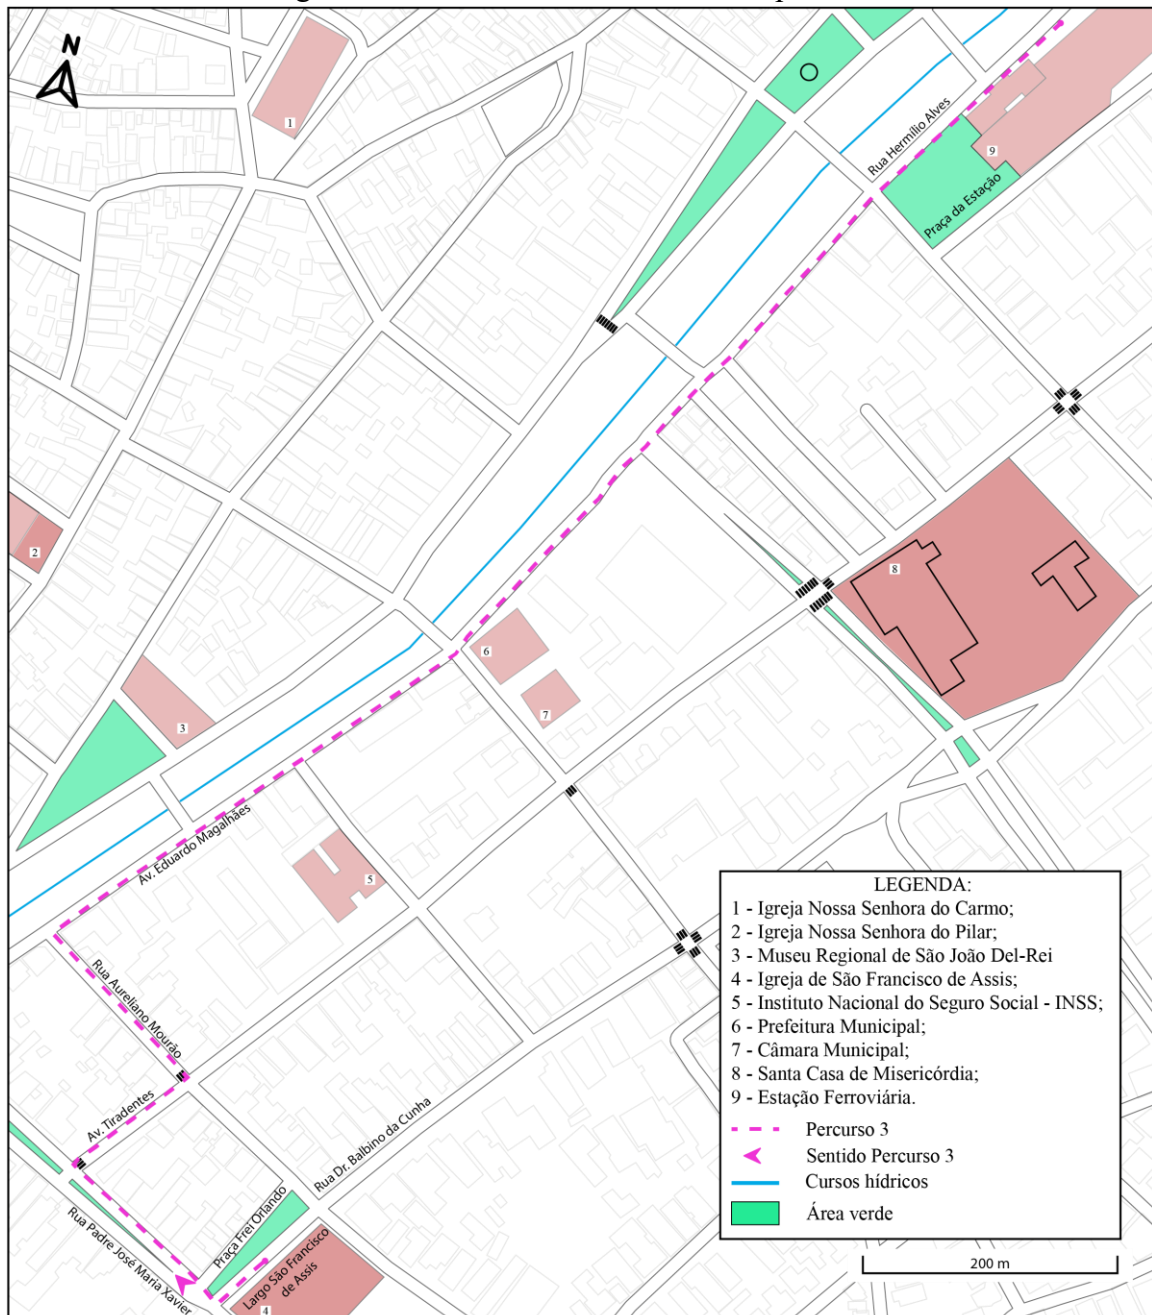 N
1
Rua Hermílio Alves
9
Praça da Estação
2
8
6
7
3
Av. Eduardo Magalhães
5
Rua Aureliano Mourão
Av. Tiradentes
Rua Dr. Balbino da Cunha
Praça Frei Orlando
Rua Padre José Maria Xavier
Largo São Francisco
de Assis
4
LEGENDA:
1 - Igreja Nossa Senhora do Carmo;
2 - Igreja Nossa Senhora do Pilar;
3 - Museu Regional de São João Del-Rei
4 - Igreja de São Francisco de Assis;
5 - Instituto Nacional do Seguro Social - INSS;
6 - Prefeitura Municipal;
7 - Câmara Municipal;
8 - Santa Casa de Misericórdia;
9 - Estação Ferroviária.
Percurso 3
Sentido Percurso 3
Cursos hídricos
Área verde
200 m